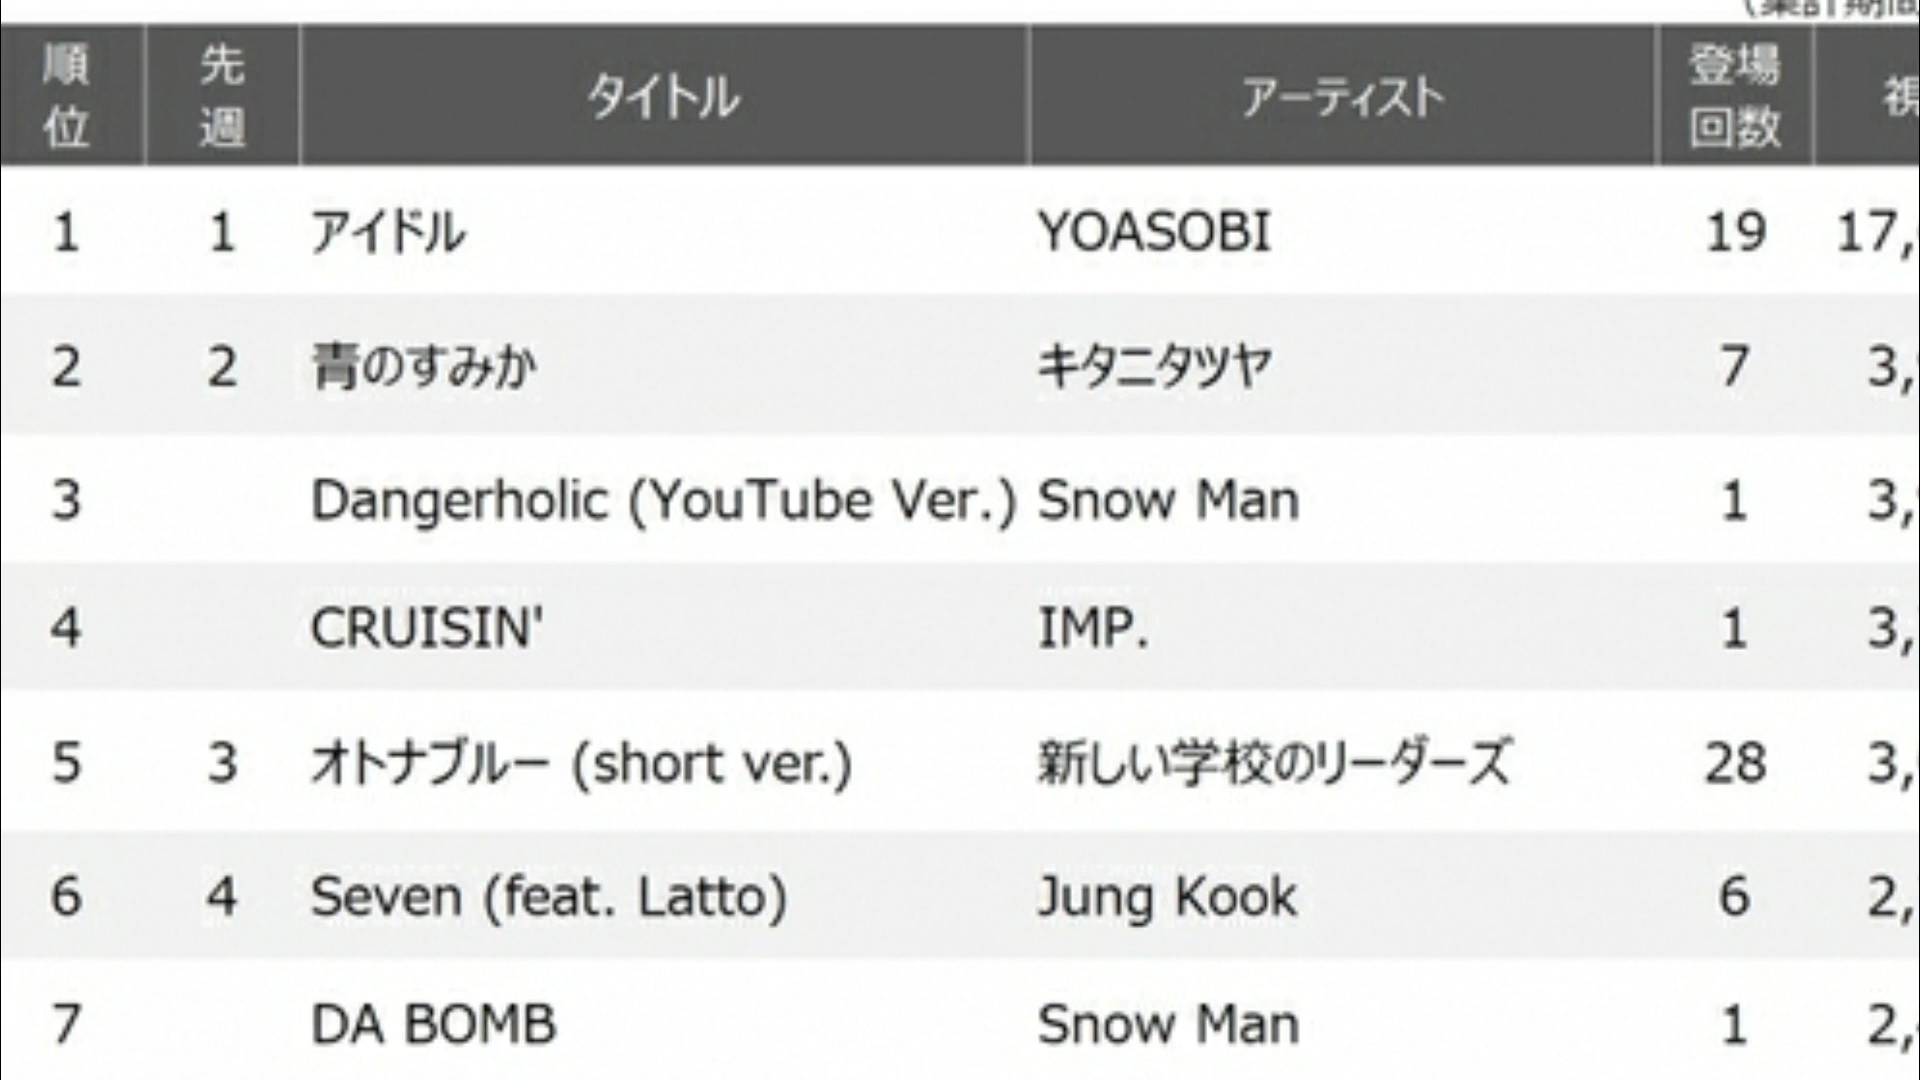 順位 先週 タイトル アーティスト 登場回数
1 1 アイドル YOASOBI 19 17,
2 2 青のすみか キタニタツヤ 7 3,
3 Dangerholic (YouTube Ver.) Snow Man 1 3,
4 CRUISIN' IMP. 1 3,
5 3 オトナブルー (short ver.) 新しい学校のリーダーズ 28 3,
6 4 Seven (feat. Latto) Jung Kook 6 2,
7 DA BOMB Snow Man 1 2,